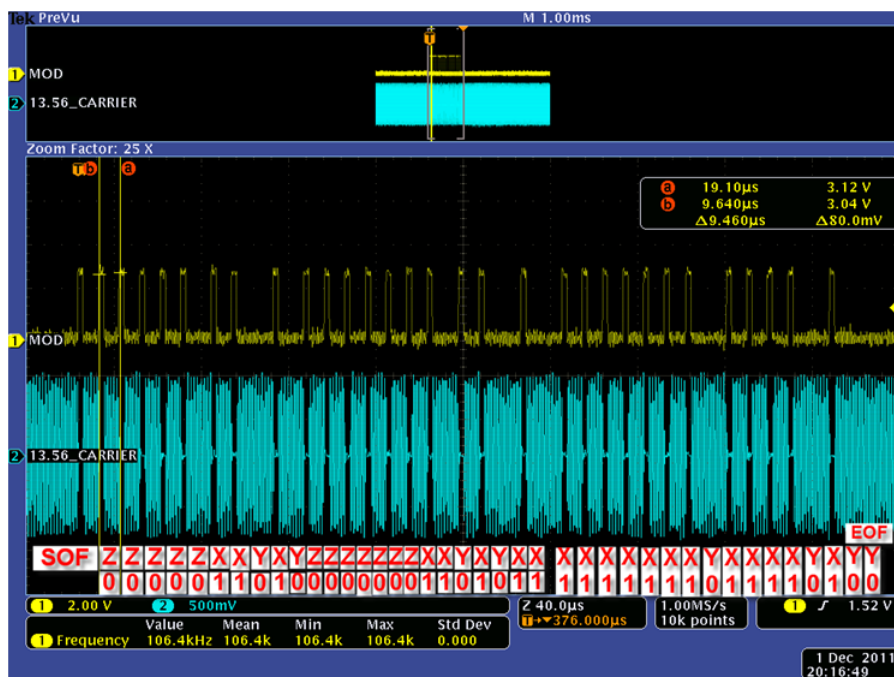 Tek PreVu
M 1.00ms
MOD
13.56_CARRIER
Zoom Factor: 25 X
a 19.10µs 3.12 V
b 9.640µs 3.04 V
Δ9.460µs Δ80.0mV
MOD
13.56_CARRIER
EOF
SOF Z Z Z Z Z X X Y X Y Z Z Z Z Z Z X X Y X Y X X X X X X X X X Y X X X X Y X Y Y
0 0 0 0 0 1 1 0 1 0 0 0 0 0 0 0 1 1 0 1 0 1 1 1 1 1 1 1 1 1 0 1 1 1 1 0 1 0 0
1 2.00 V 2 500mV Z 40.0µs 1.00MS/s 1 1.52 V
T 376.000µs 10k points
Value Mean Min Max Std Dev
1 Frequency 106.4kHz 106.4k 106.4k 106.4k 0.000
1 Dec 2011
20:16:49